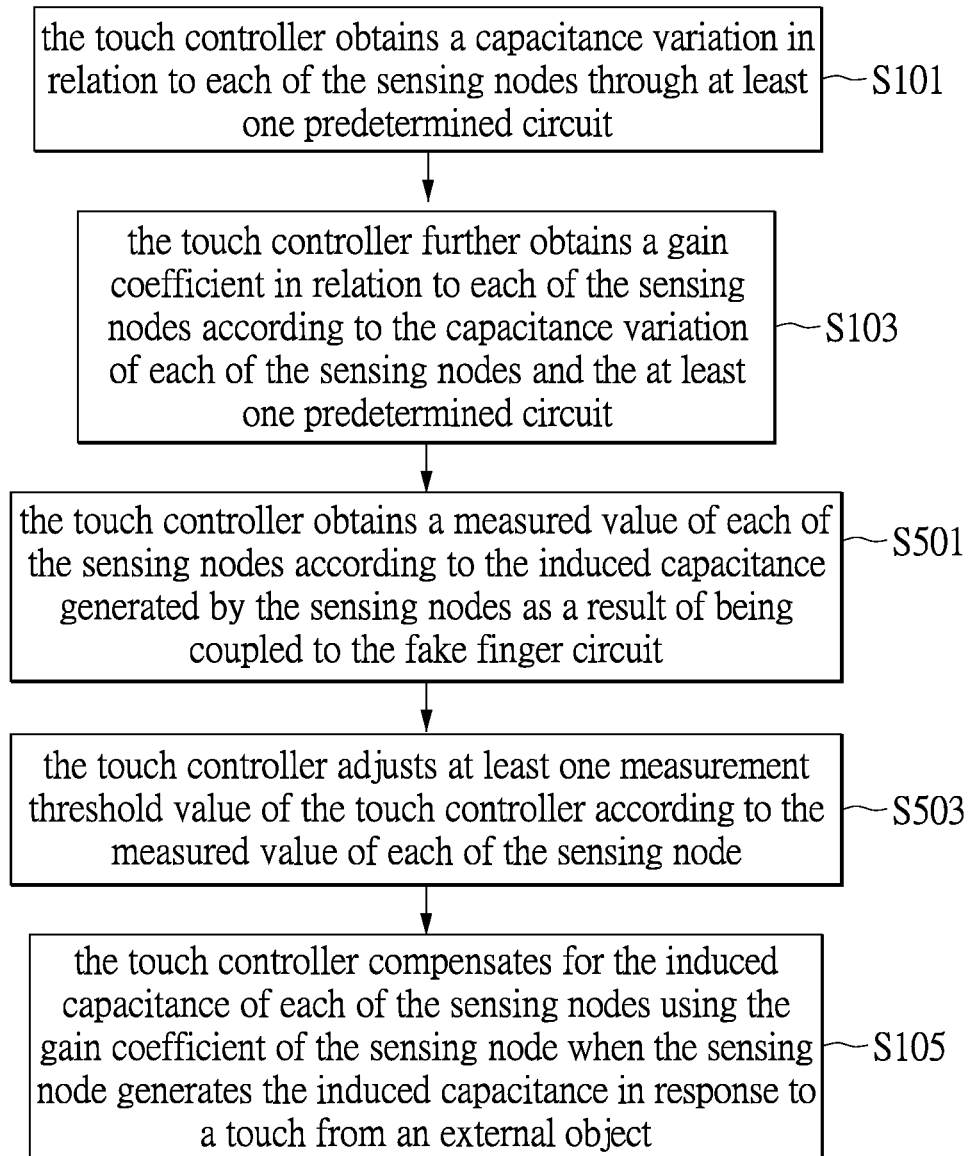 the touch controller obtains a capacitance variation in
relation to each of the sensing nodes through at least
one predetermined circuit
S101
the touch controller further obtains a gain
coefficient in relation to each of the sensing
nodes according to the capacitance variation
of each of the sensing nodes and the at least
one predetermined circuit
S103
the touch controller obtains a measured value of each of
the sensing nodes according to the induced capacitance
generated by the sensing nodes as a result of being
coupled to the fake finger circuit
S501
the touch controller adjusts at least one measurement
threshold value of the touch controller according to the
measured value of each of the sensing node
S503
the touch controller compensates for the induced
capacitance of each of the sensing nodes using the
gain coefficient of the sensing node when the sensing
node generates the induced capacitance in response to
a touch from an external object
S105